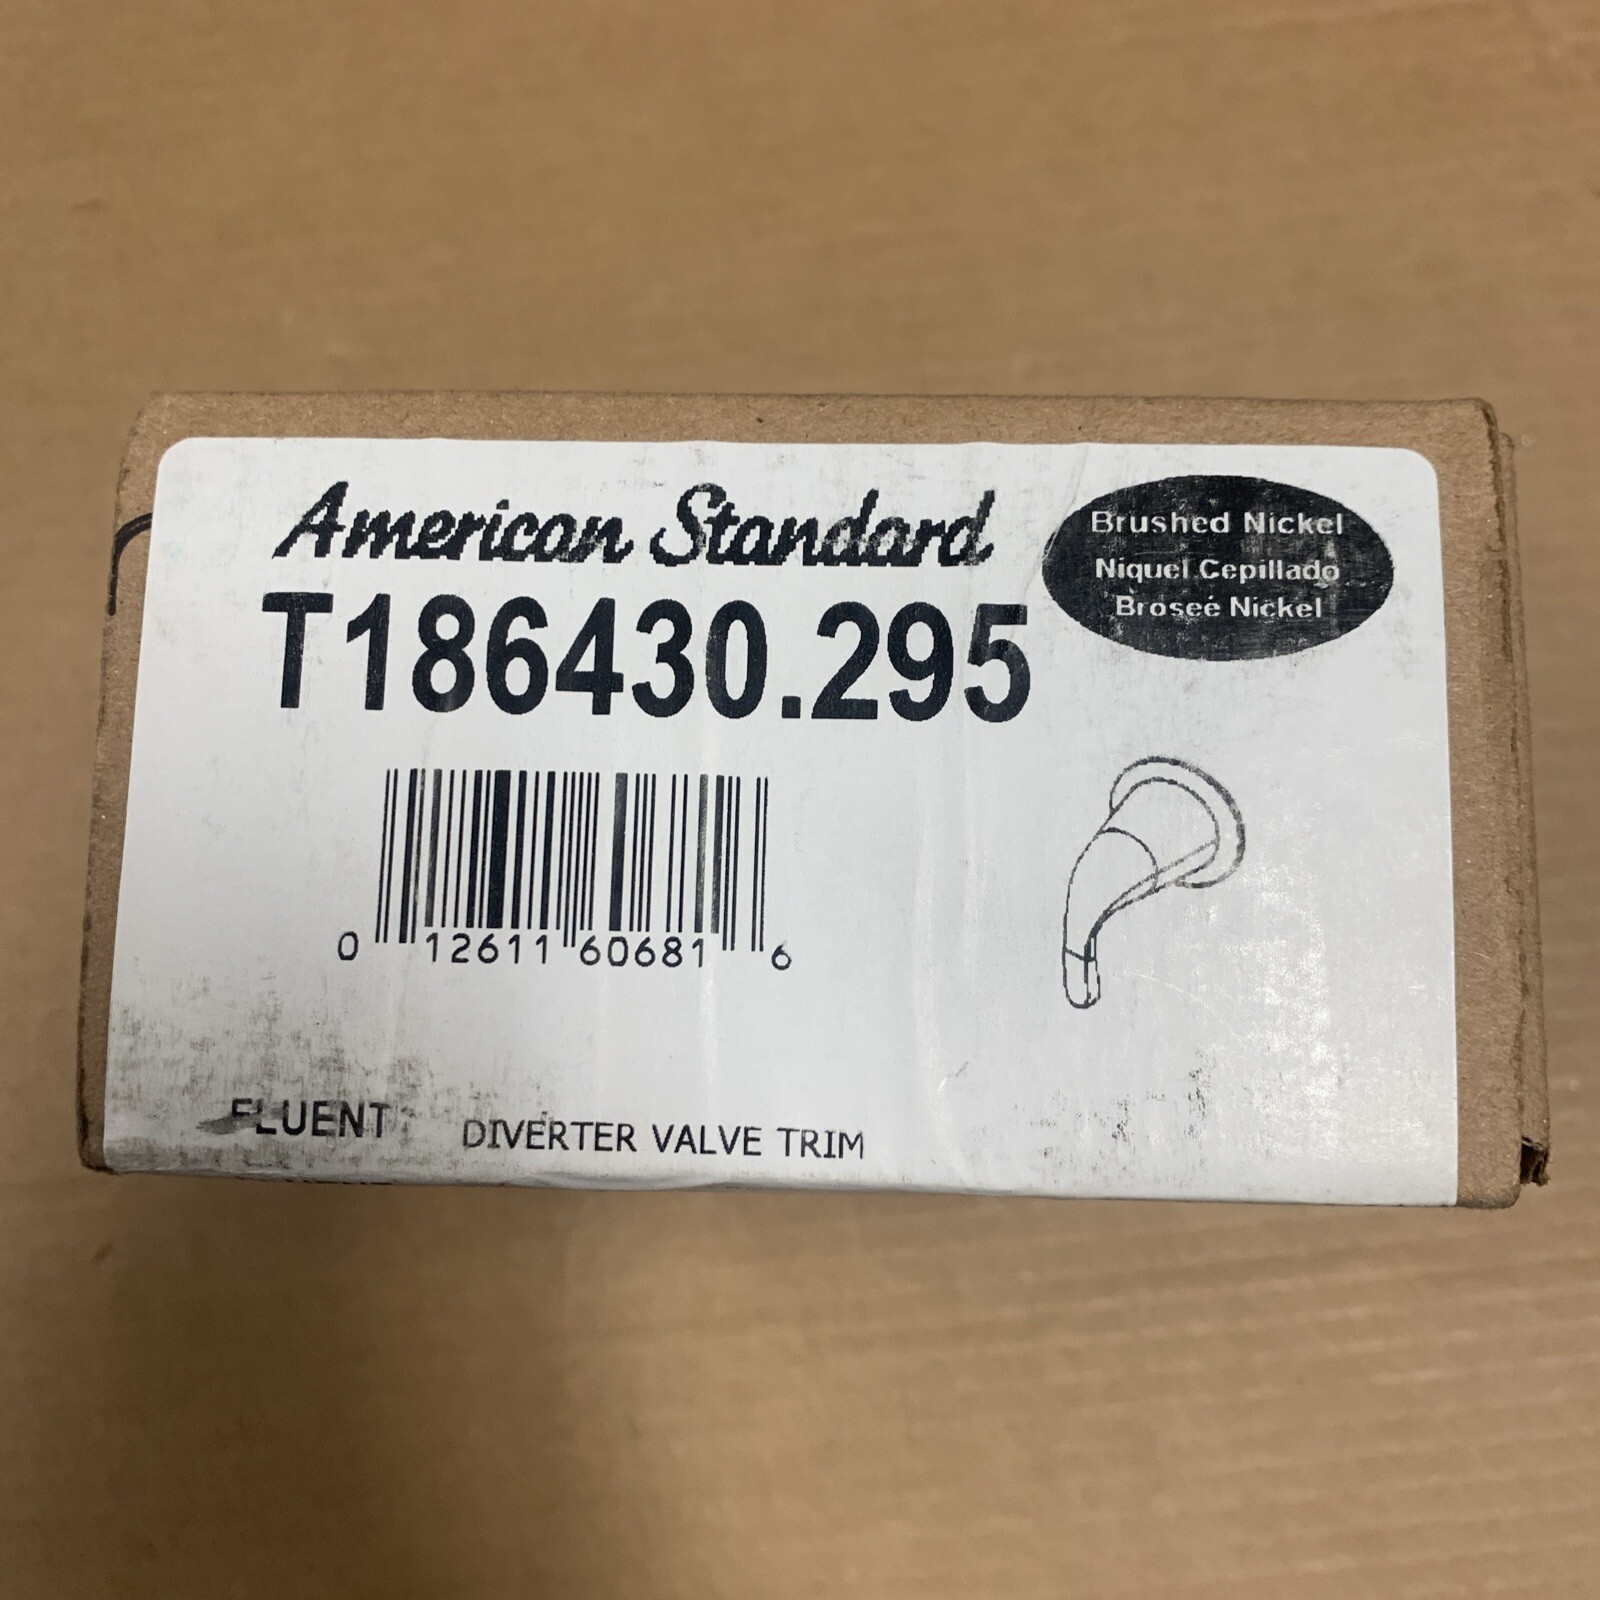 American Standard
Brushed Nickel
Niquel Cepillado
Broseé Nickel
T186430.295
0 12611 60681 6
FLUENT DIVERTER VALVE TRIM